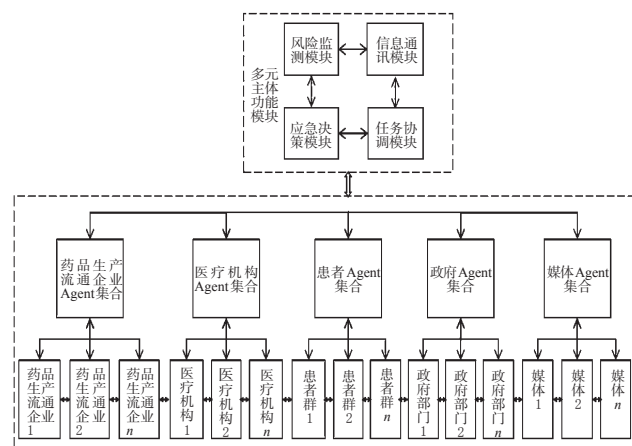 风险监
测模块
信息通
讯模块
多元
主体
功能
模块
应急决
策模块
任务协
调模块
药品生产
流通企业
Agent集合
医疗机构
Agent集合
患者Agent
集合
政府Agent
集合
媒体Agent
集合
药品
生产
流通
企业
1
药品
生产
流通
企业
2
药品
生产
流通
企业
n
医疗机构1
医疗机构2
医疗机构n
患者群1
患者群2
患者群n
政府部门1
政府部门2
政府部门n
媒体1
媒体2
媒体n